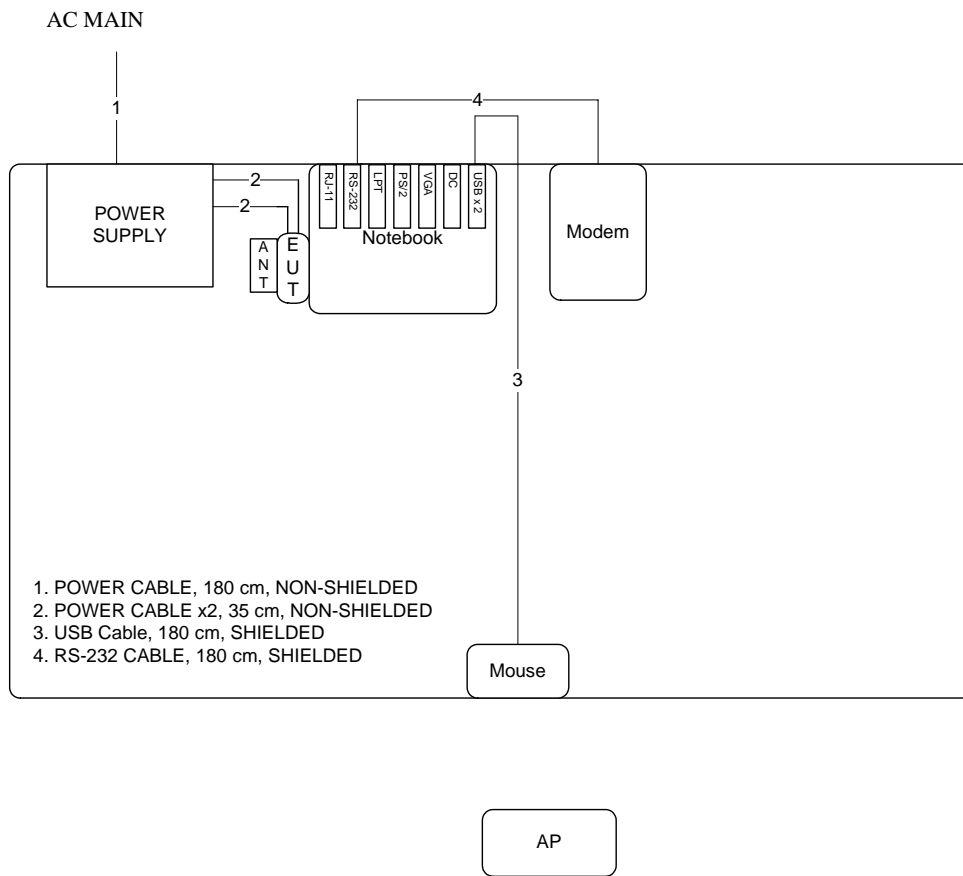 AC MAIN
1
4
2
2
POWER
SUPPLY
A
N
T
E
U
T
RJ-11
RS-232
LPT
PS/2
VGA
DC
USB x 2
Notebook
Modem
3
1. POWER CABLE, 180 cm, NON-SHIELDED
2. POWER CABLE x2, 35 cm, NON-SHIELDED
3. USB Cable, 180 cm, SHIELDED
4. RS-232 CABLE, 180 cm, SHIELDED
Mouse
AP